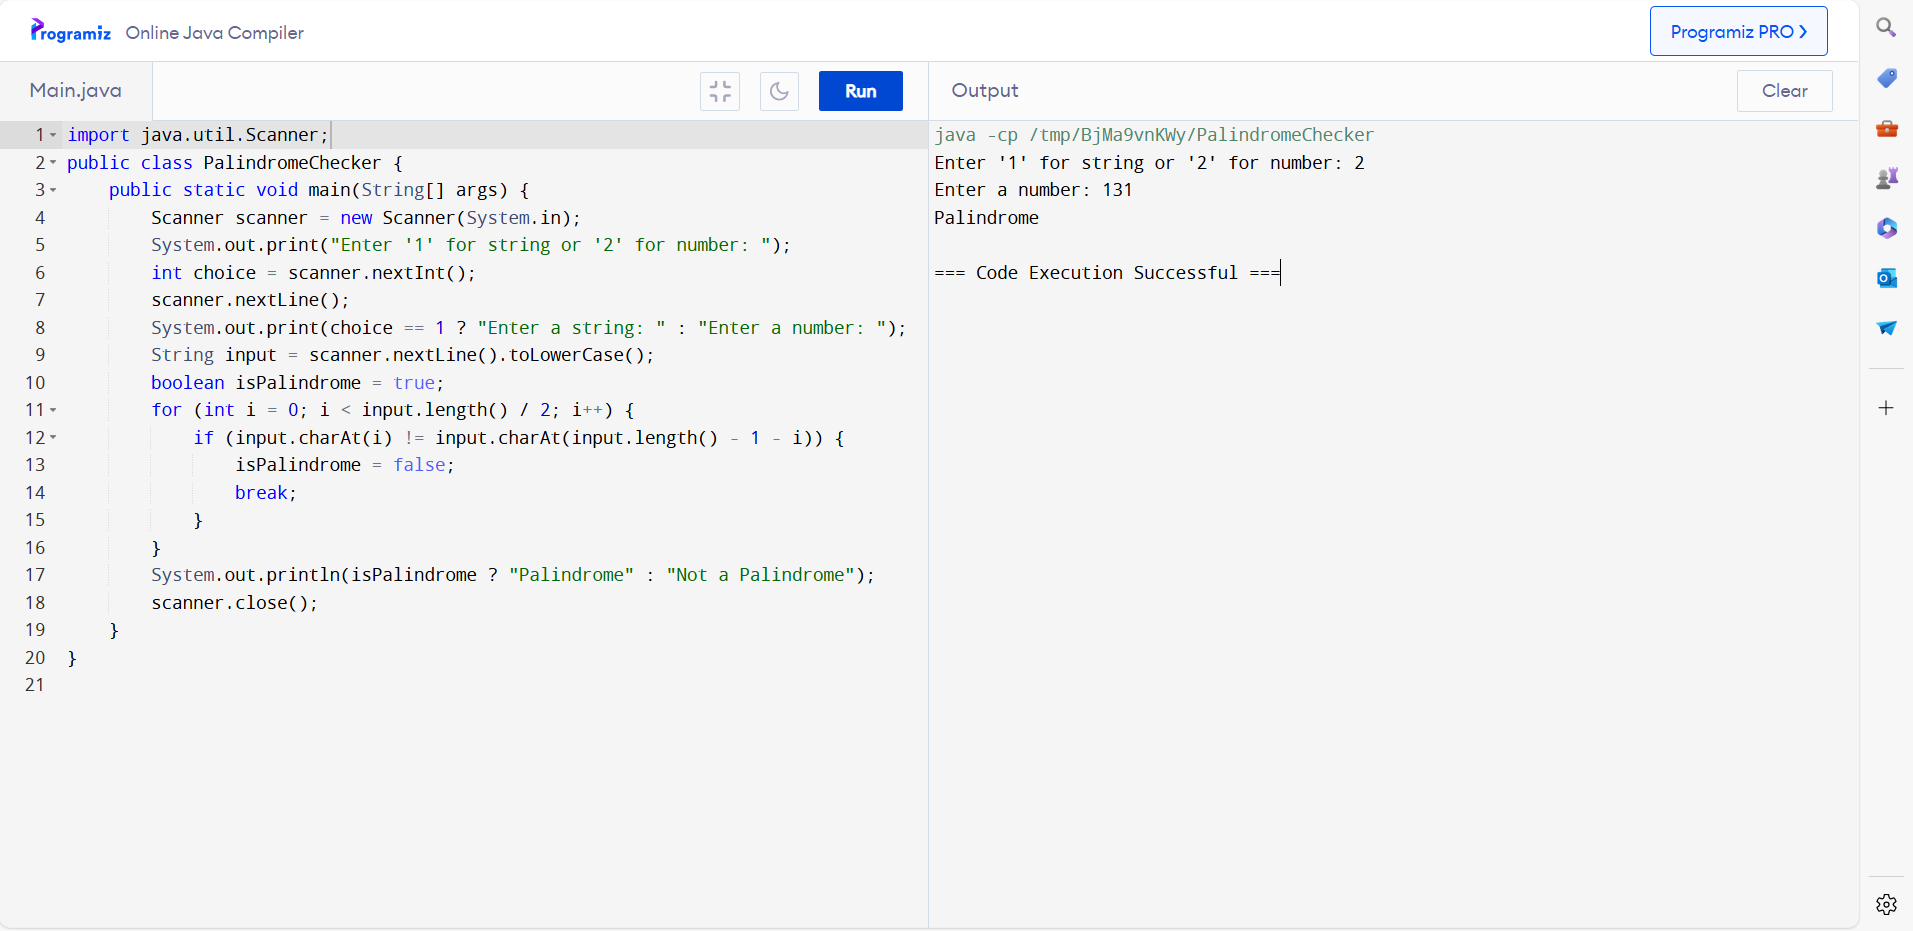 Programiz Online Java Compiler
Programiz PRO
Main.java
Run
Output
Clear
1 import java.util.Scanner;
2 public class PalindromeChecker {
3     public static void main(String[] args) {
4         Scanner scanner = new Scanner(System.in);
5         System.out.print("Enter '1' for string or '2' for number: ");
6         int choice = scanner.nextInt();
7         scanner.nextLine();
8         System.out.print(choice == 1 ? "Enter a string: " : "Enter a number: ");
9         String input = scanner.nextLine().toLowerCase();
10         boolean isPalindrome = true;
11         for (int i = 0; i < input.length() / 2; i++) {
12             if (input.charAt(i) != input.charAt(input.length() - 1 - i)) {
13                 isPalindrome = false;
14                 break;
15             }
16         }
17         System.out.println(isPalindrome ? "Palindrome" : "Not a Palindrome");
18         scanner.close();
19     }
20 }
21
java -cp /tmp/BjMa9vnKWy/PalindromeChecker
Enter '1' for string or '2' for number: 2
Enter a number: 131
Palindrome
=== Code Execution Successful ===